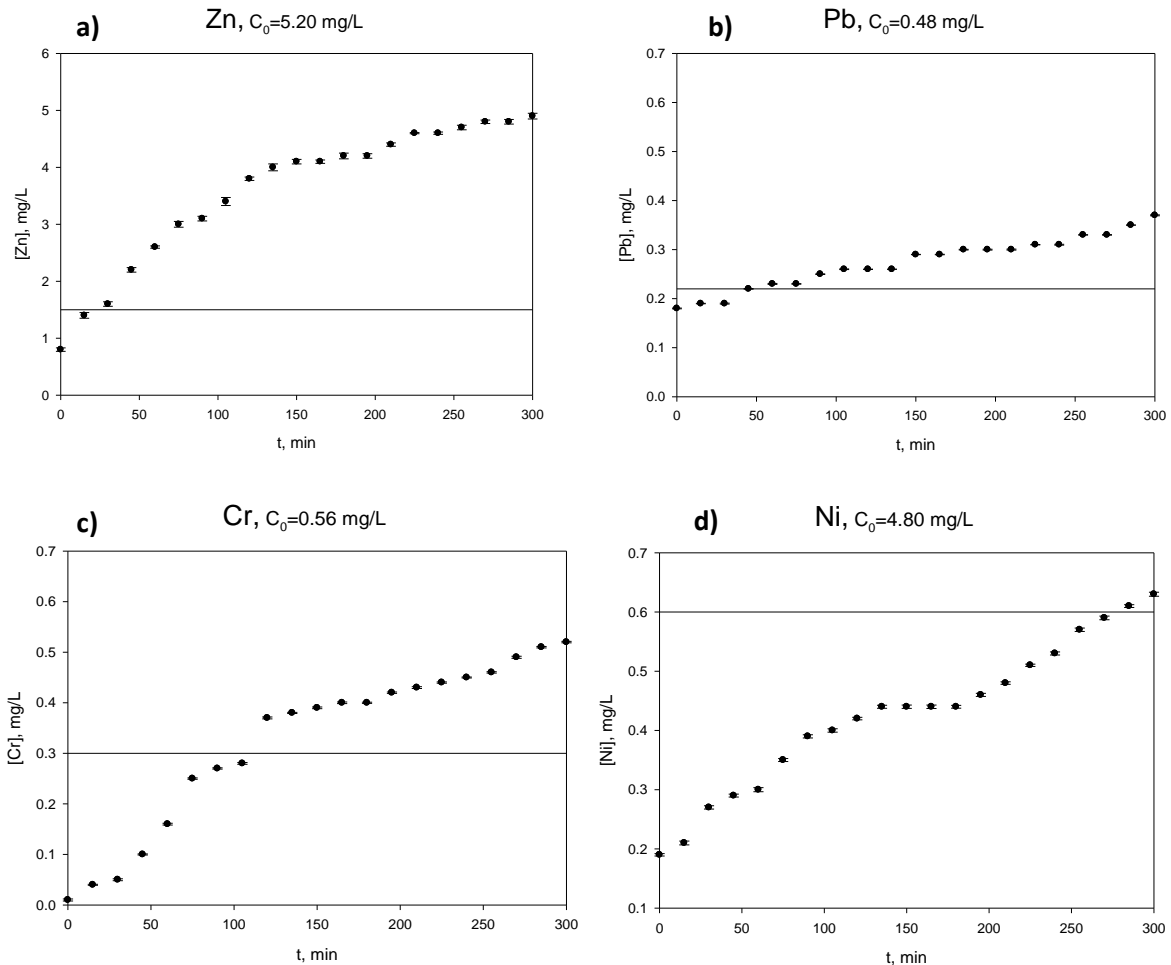 a)
Zn, C0=5.20 mg/L
6
5
4
3
2
1
0
[Zn], mg/L
0 50 100 150 200 250 300
t, min
b)
Pb, C0=0.48 mg/L
0.7
0.6
0.5
0.4
0.3
0.2
0.1
0.0
[Pb], mg/L
0 50 100 150 200 250 300
t, min
c)
Cr, C0=0.56 mg/L
0.7
0.6
0.5
0.4
0.3
0.2
0.1
0.0
[Cr], mg/L
0 50 100 150 200 250 300
t, min
d)
Ni, C0=4.80 mg/L
0.7
0.6
0.5
0.4
0.3
0.2
0.1
[Ni], mg/L
0 50 100 150 200 250 300
t, min